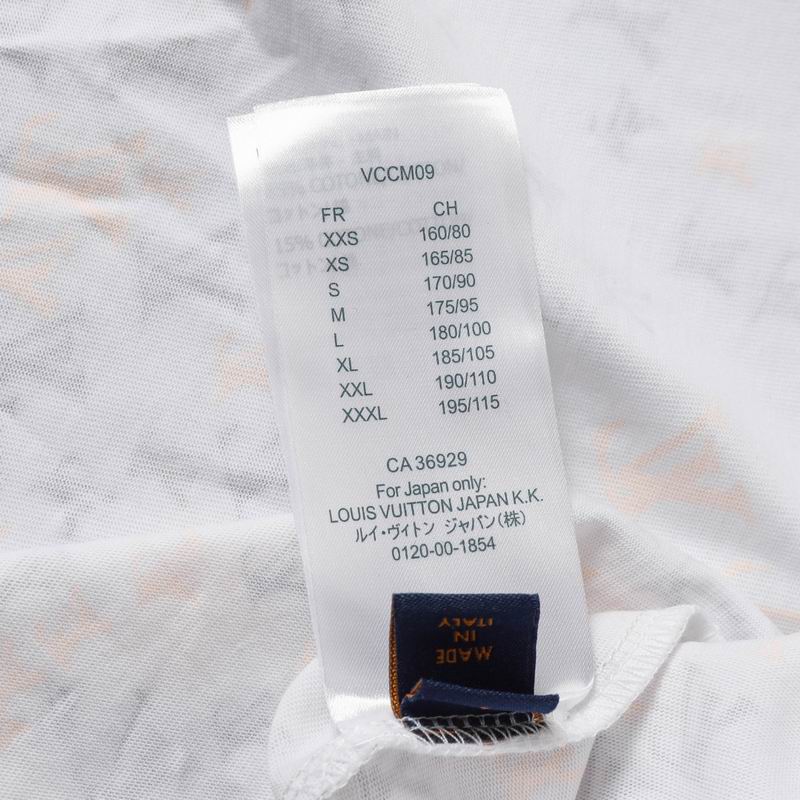 VCCM09
FR CH
XXS 160/80
XS 165/85
S 170/90
M 175/95
L 180/100
XL 185/105
XXL 190/110
XXXL 195/115
CA 36929
For Japan only:
LOUIS VUITTON JAPAN K.K.
ルイ・ヴィトン ジャパン(株)
0120-00-1854
MADE
IN
ITALY